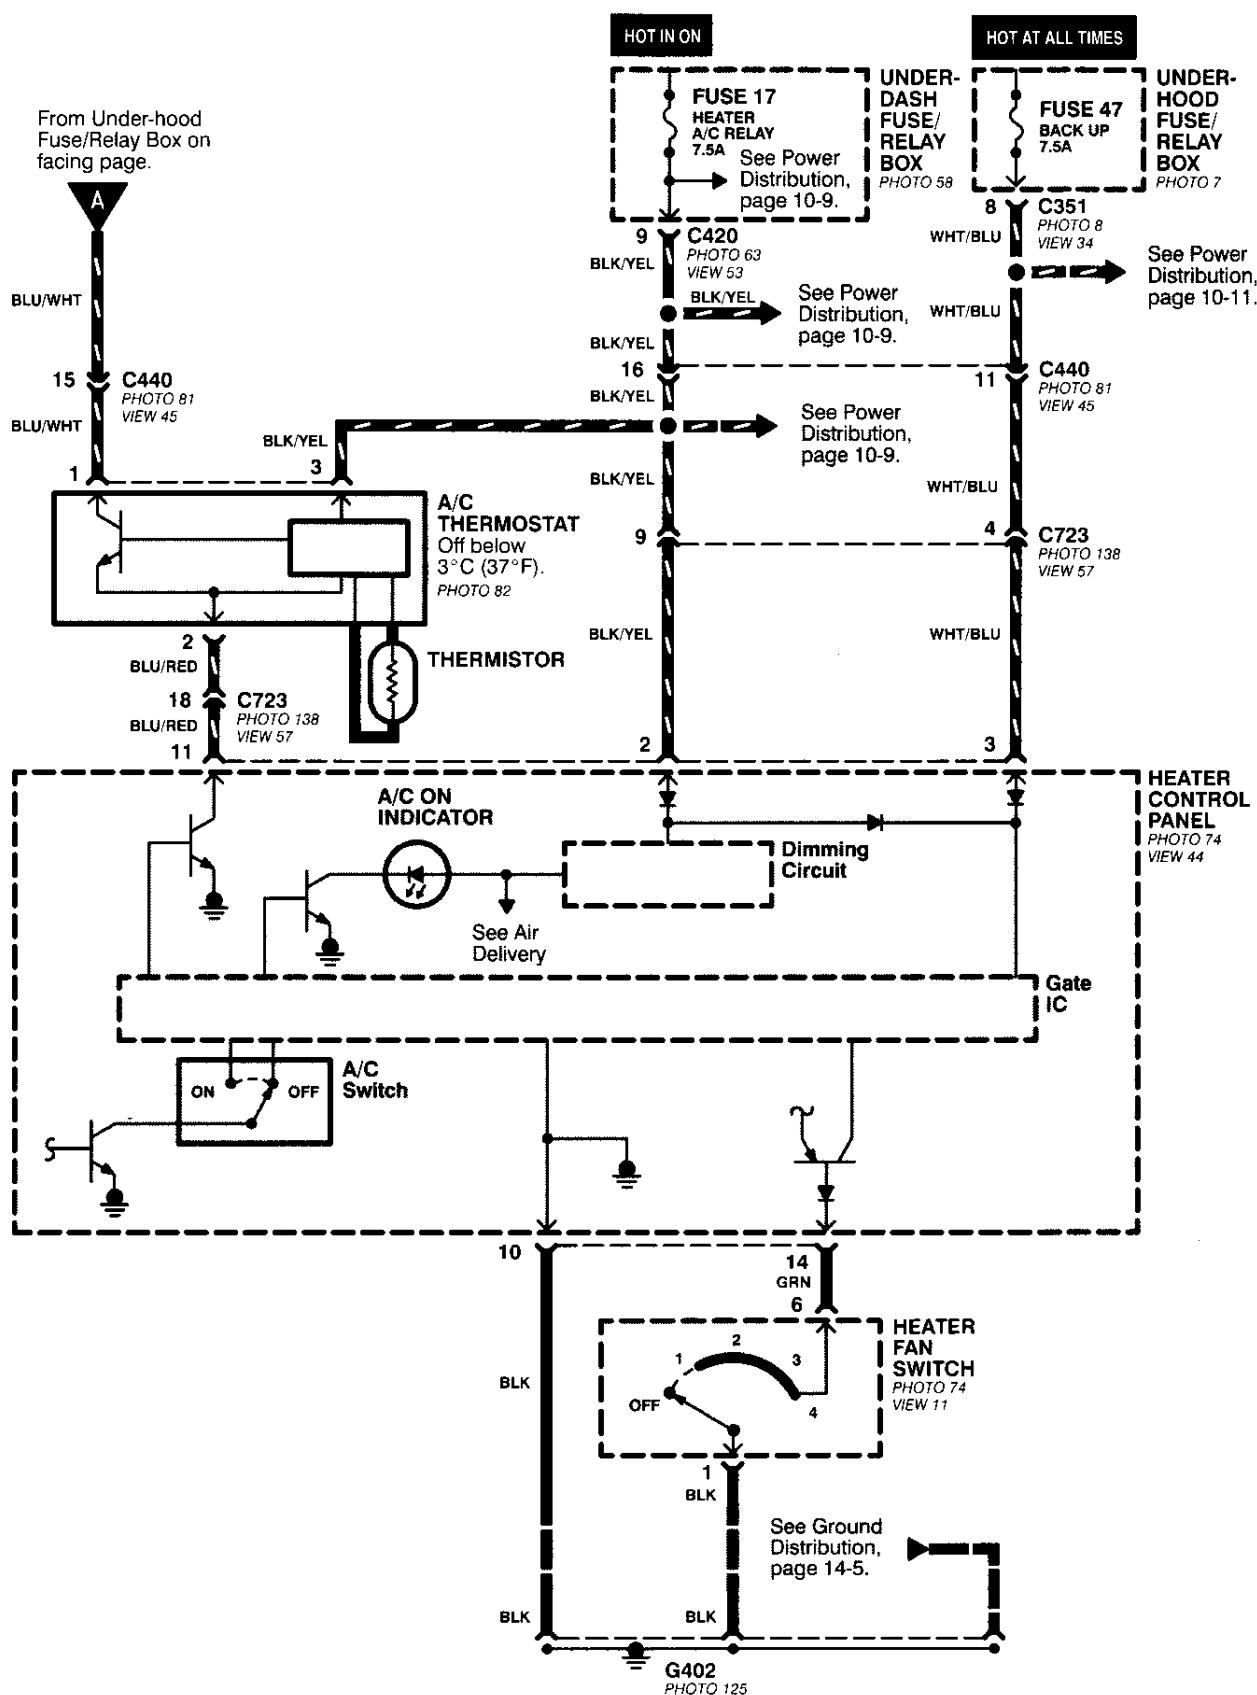 HOT IN ON
HOT AT ALL TIMES
From Under-hood
Fuse/Relay Box on
facing page.
A
FUSE 17
HEATER
A/C RELAY
7.5A
See Power
Distribution,
page 10-9.
UNDER-
DASH
FUSE/
RELAY
BOX
PHOTO 58
FUSE 47
BACK UP
7.5A
UNDER-
HOOD
FUSE/
RELAY
BOX
PHOTO 7
9
C420
PHOTO 63
VIEW 53
BLK/YEL
8
C351
PHOTO 8
VIEW 34
WHT/BLU
See Power
Distribution,
page 10-11.
BLU/WHT
BLK/YEL
See Power
Distribution,
page 10-9.
WHT/BLU
BLK/YEL
15
C440
PHOTO 81
VIEW 45
16
11
C440
PHOTO 81
VIEW 45
BLU/WHT
BLK/YEL
BLK/YEL
See Power
Distribution,
page 10-9.
1
3
BLK/YEL
WHT/BLU
A/C
THERMOSTAT
Off below
3°C (37°F).
PHOTO 82
9
4
C723
PHOTO 138
VIEW 57
2
BLU/RED
THERMISTOR
BLK/YEL
WHT/BLU
18
C723
PHOTO 138
VIEW 57
BLU/RED
11
2
3
HEATER
CONTROL
PANEL
PHOTO 74
VIEW 44
A/C ON
INDICATOR
Dimming
Circuit
See Air
Delivery
Gate
IC
ON
OFF
A/C
Switch
10
14
GRN
6
HEATER
FAN
SWITCH
PHOTO 74
VIEW 11
1
2
3
4
OFF
BLK
1
BLK
See Ground
Distribution,
page 14-5.
BLK
BLK
G402
PHOTO 125